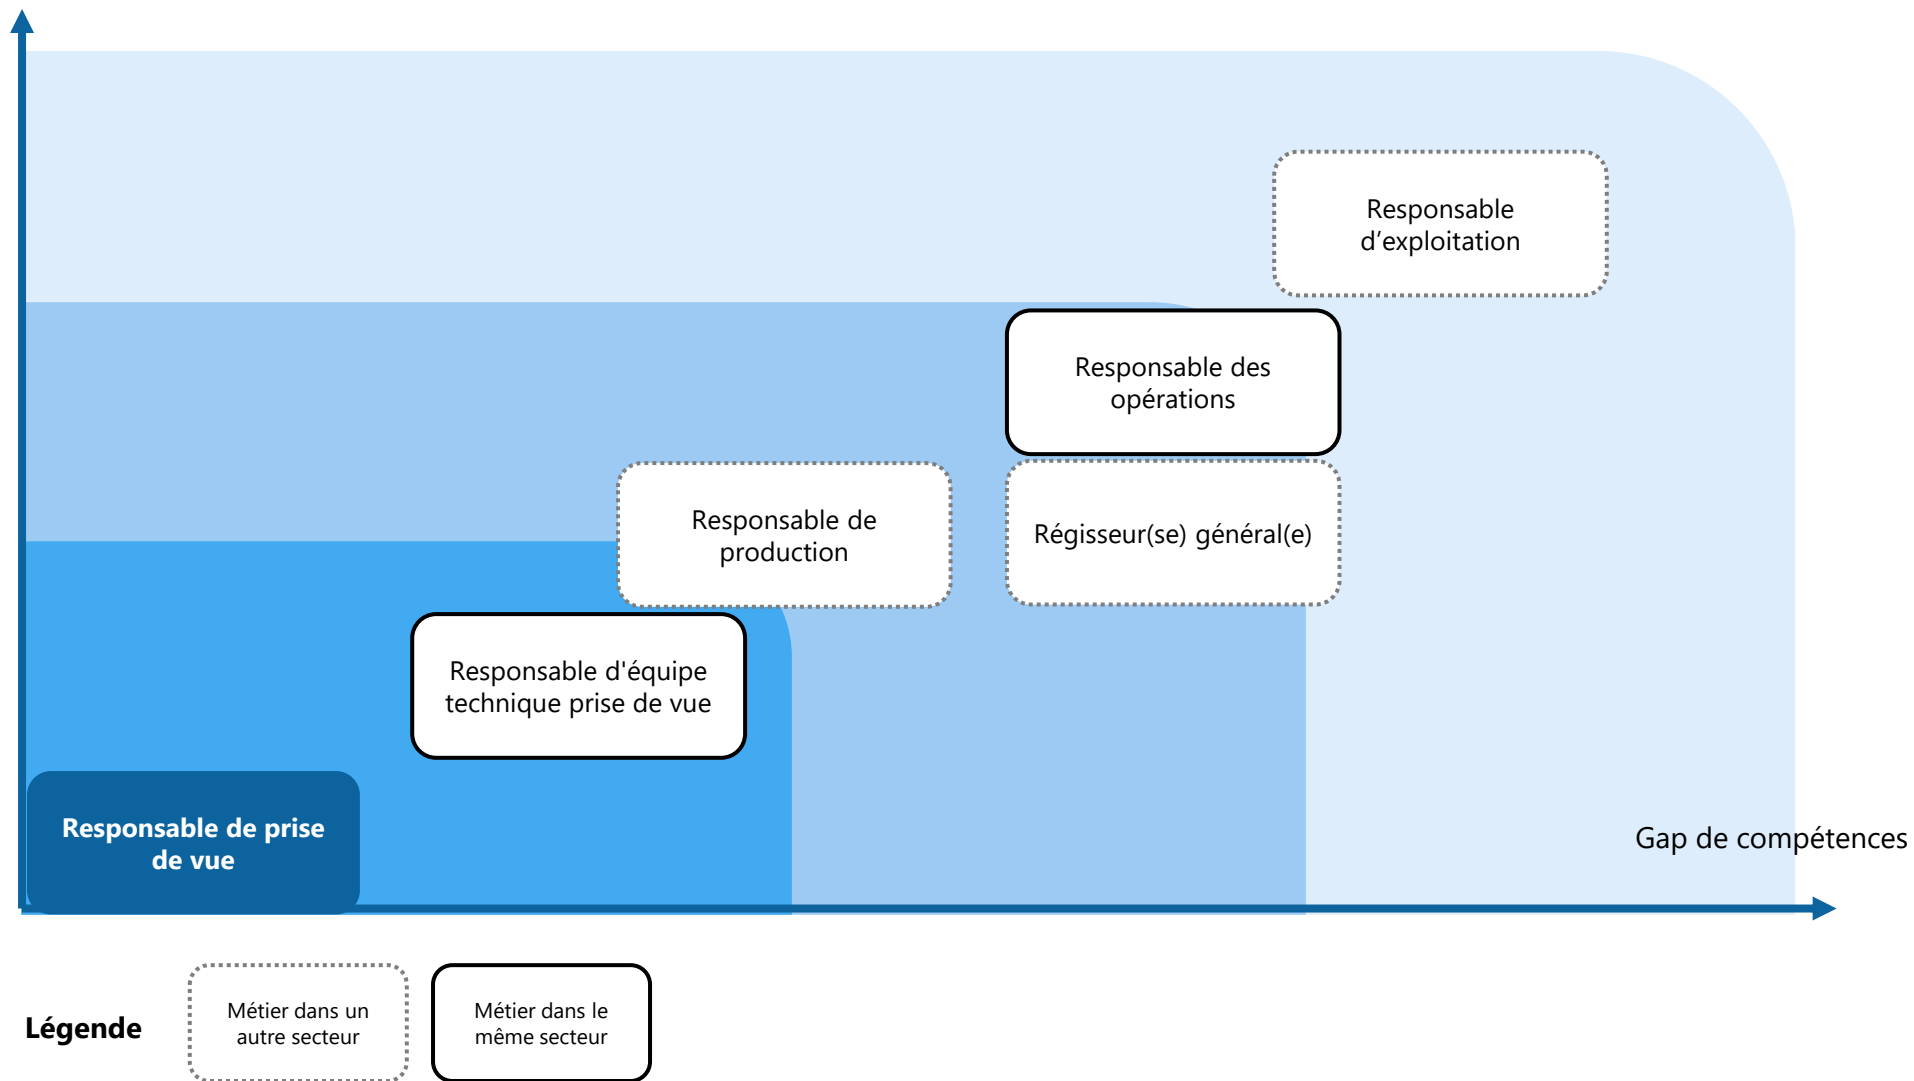 Responsable
d’exploitation
Responsable des
opérations
Responsable de
production
Régisseur(se) général(e)
Responsable d'équipe
technique prise de vue
Responsable de prise
de vue
Gap de compétences
Légende
Métier dans un
autre secteur
Métier dans le
même secteur